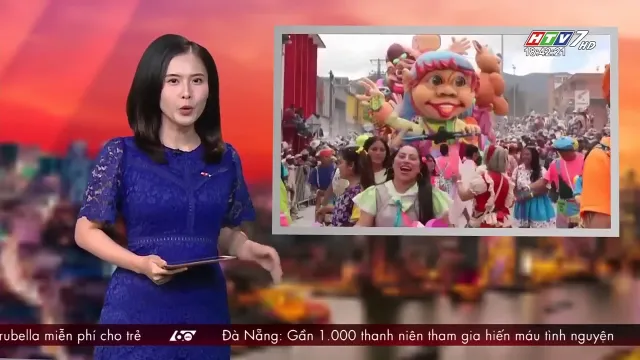 HTV7 HD
18:42:21
rubella miễn phí cho trẻ 60 Đà Nẵng: Gần 1.000 thanh niên tham gia hiến máu tình nguyện